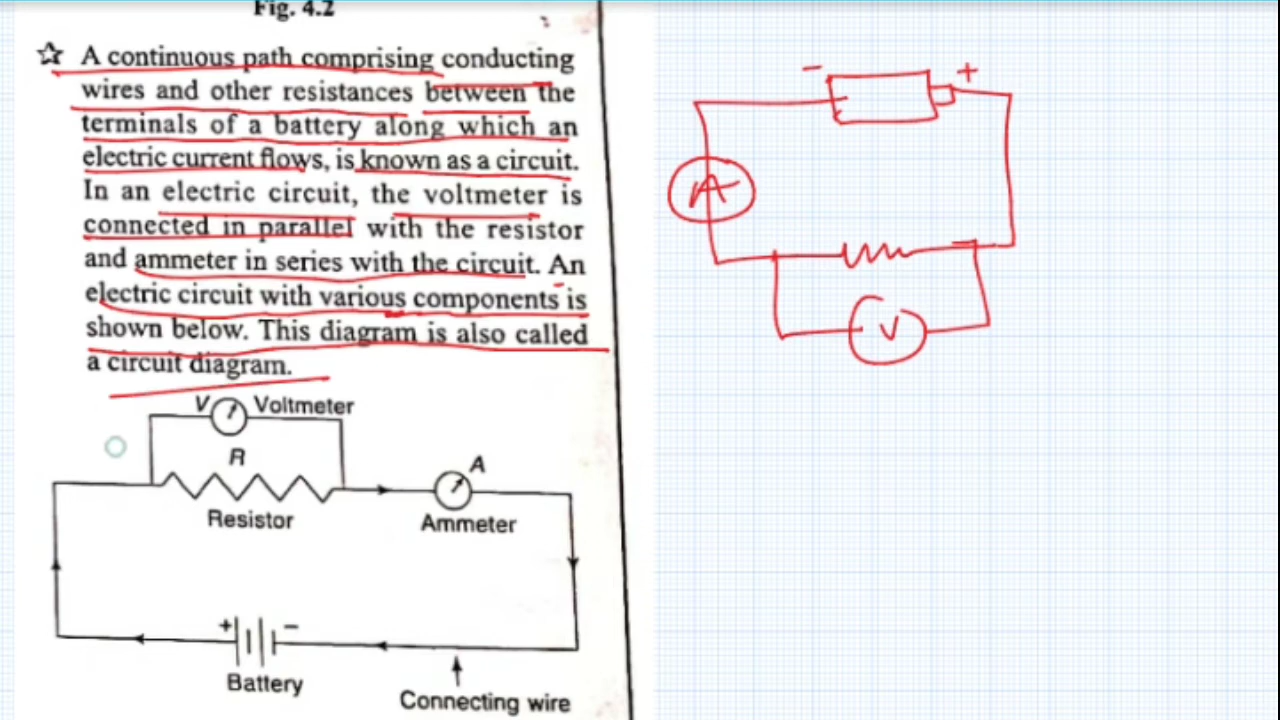 Fig. 4.2
☆ A continuous path comprising conducting
wires and other resistances between the
terminals of a battery along which an
electric current flows, is known as a circuit.
In an electric circuit, the voltmeter is
connected in parallel with the resistor
and ammeter in series with the circuit. An
electric circuit with various components is
shown below. This diagram is also called
a circuit diagram.
V Voltmeter
R
Resistor
A
Ammeter
+ −
Battery
Connecting wire
− +
A
V